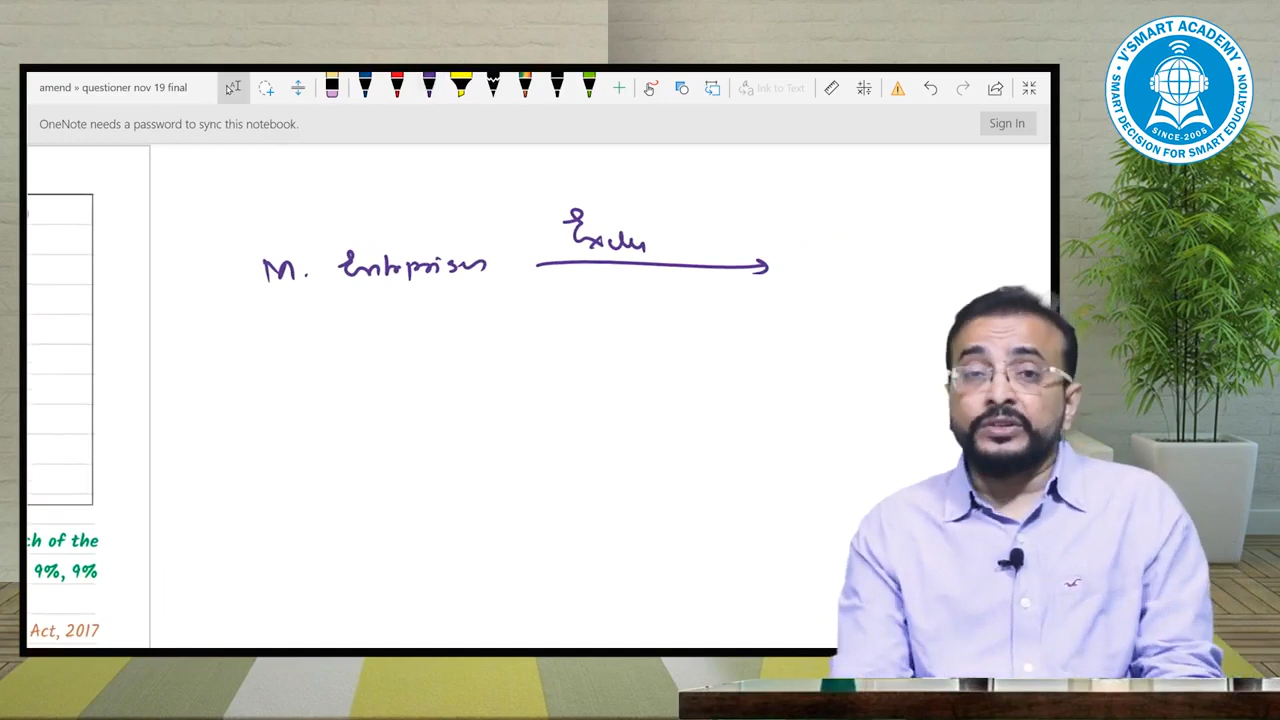 V'SMART ACADEMY
SMART DECISION FOR SMART EDUCATION
SINCE-2005
amend » questioner nov 19 final
Ink to Text
OneNote needs a password to sync this notebook.
Sign In
M. Enterprises
ch of the
9%, 9%
Act, 2017